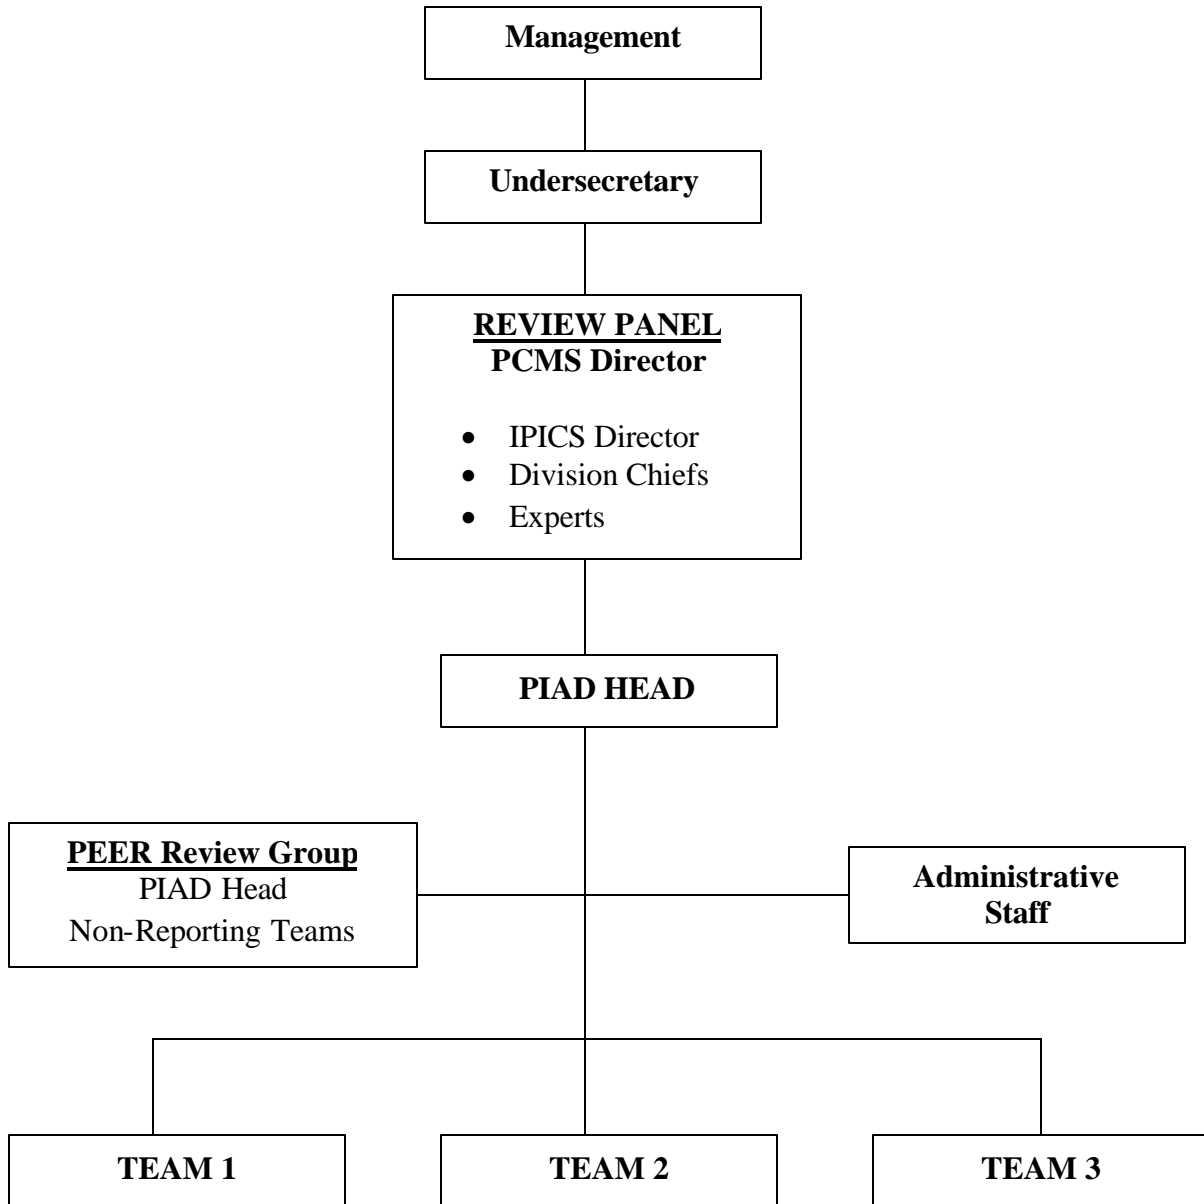 Management
Undersecretary
REVIEW PANEL
PCMS Director
• IPICS Director
• Division Chiefs
• Experts
PIAD HEAD
PEER Review Group
PIAD Head
Non-Reporting Teams
Administrative
Staff
TEAM 1
TEAM 2
TEAM 3